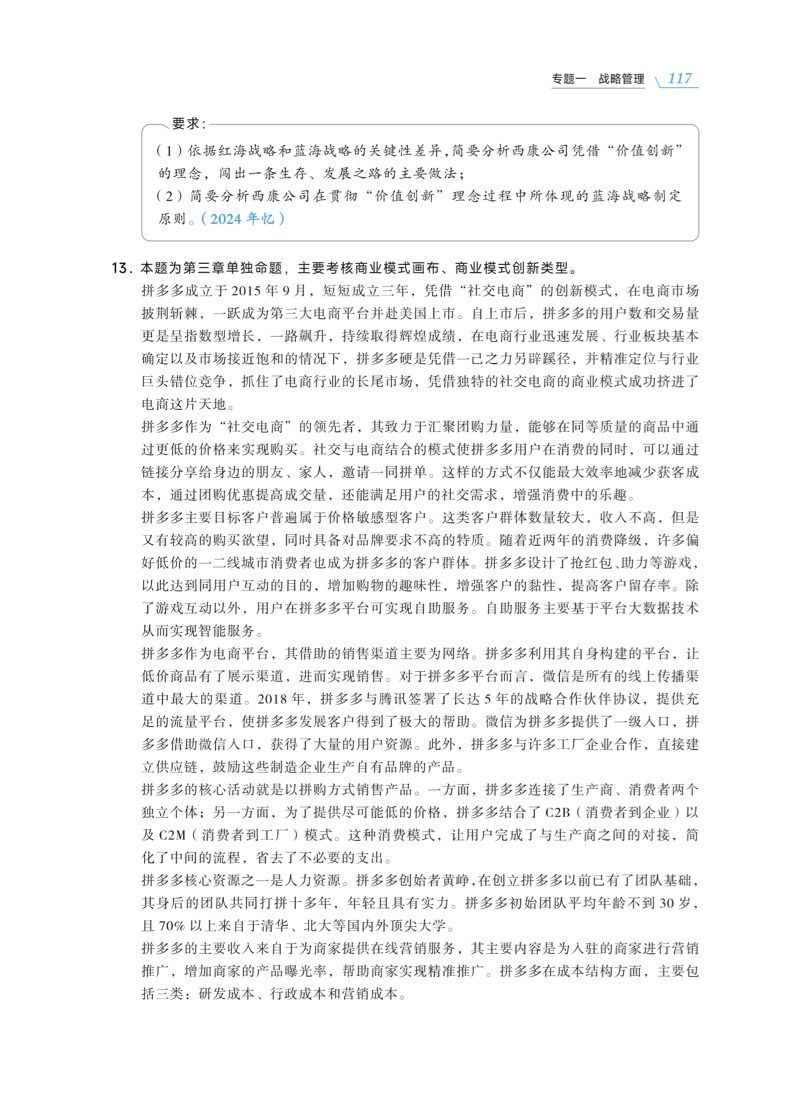 专题一 战略管理 117
要求：
（1）依据红海战略和蓝海战略的关键性差异，简要分析西康公司凭借“价值创新”
的理念，闯出一条生存、发展之路的主要做法；
（2）简要分析西康公司在贯彻“价值创新”理念过程中所体现的蓝海战略制定
原则。（2024 年忆）
13. 本题为第三章单独命题，主要考核商业模式画布、商业模式创新类型。
拼多多成立于 2015 年 9 月，短短成立三年，凭借“社交电商”的创新模式，在电商市场
披荆斩棘，一跃成为第三大电商平台并赴美国上市。自上市后，拼多多的用户数和交易量
更是呈指数型增长，一路飙升，持续取得辉煌成绩，在电商行业迅速发展、行业板块基本
确定以及市场接近饱和的情况下，拼多多硬是凭借一己之力另辟蹊径，并精准定位与行业
巨头错位竞争，抓住了电商行业的长尾市场，凭借独特的社交电商的商业模式成功挤进了
电商这片天地。
拼多多作为“社交电商”的领先者，其致力于汇聚团购力量，能够在同等质量的商品中通
过更低的价格来实现购买。社交与电商结合的模式使拼多多用户在消费的同时，可以通过
链接分享给身边的朋友、家人，邀请一同拼单。这样的方式不仅能最大效率地减少获客成
本，通过团购优惠提高成交量，还能满足用户的社交需求，增强消费中的乐趣。
拼多多主要目标客户普遍属于价格敏感型客户。这类客户群体数量较大，收入不高，但是
又有较高的购买欲望，同时具备对品牌要求不高的特质。随着近两年的消费降级，许多偏
好低价的一二线城市消费者也成为拼多多的客户群体。拼多多设计了抢红包、助力等游戏，
以此达到同用户互动的目的，增加购物的趣味性，增强客户的黏性，提高客户留存率。除
了游戏互动以外，用户在拼多多平台可实现自助服务。自助服务主要基于平台大数据技术
从而实现智能服务。
拼多多作为电商平台，其借助的销售渠道主要为网络。拼多多利用其自身构建的平台，让
低价商品有了展示渠道，进而实现销售。对于拼多多平台而言，微信是所有的线上传播渠
道中最大的渠道。2018 年，拼多多与腾讯签署了长达 5 年的战略合作伙伴协议，提供充
足的流量平台，使拼多多发展客户得到了极大的帮助。微信为拼多多提供了一级入口，拼
多多借助微信入口，获得了大量的用户资源。此外，拼多多与许多工厂企业合作，直接建
立供应链，鼓励这些制造企业生产自有品牌的产品。
拼多多的核心活动就是以拼购方式销售产品。一方面，拼多多连接了生产商、消费者两个
独立个体；另一方面，为了提供尽可能低的价格，拼多多结合了 C2B（消费者到企业）以
及 C2M（消费者到工厂）模式。这种消费模式，让用户完成了与生产商之间的对接，简
化了中间的流程，省去了不必要的支出。
拼多多核心资源之一是人力资源。拼多多创始者黄峥，在创立拼多多以前已有了团队基础，
其身后的团队共同打拼十多年，年轻且具有实力。拼多多初始团队平均年龄不到 30 岁，
且 70% 以上来自于清华、北大等国内外顶尖大学。
拼多多的主要收入来自于为商家提供在线营销服务，其主要内容是为入驻的商家进行营销
推广，增加商家的产品曝光率，帮助商家实现精准推广。拼多多在成本结构方面，主要包
括三类：研发成本、行政成本和营销成本。